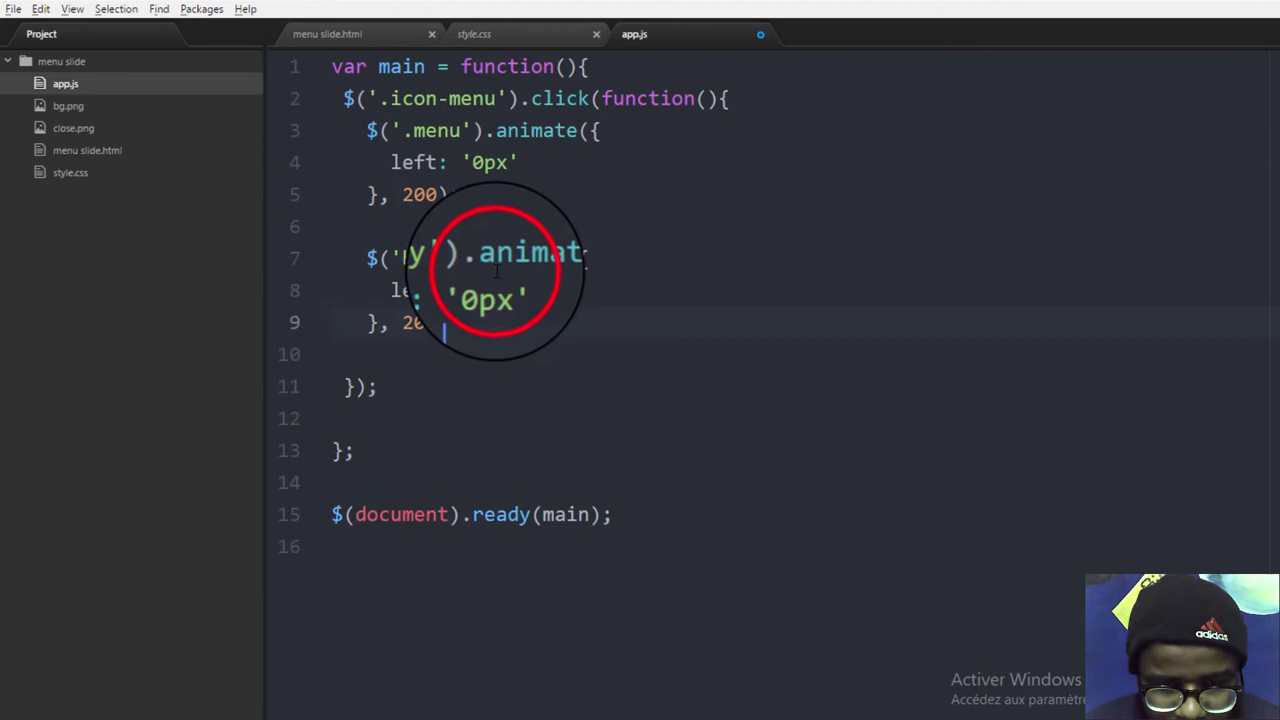 File Edit View Selection Find Packages Help
Project
menu slide.html
style.css
app.js
menu slide
app.js
bg.png
close.png
menu slide.html
style.css
1 var main = function(){
2 $('.icon-menu').click(function(){
3 $('.menu').animate({
4 left: '0px'
5 }, 200)
6
7 $('y').animat
8 le: '0px'
9 }, 20
10
11 });
12
13 };
14
15 $(document).ready(main);
16
Activer Windows
Accédez aux paramètre
adidas